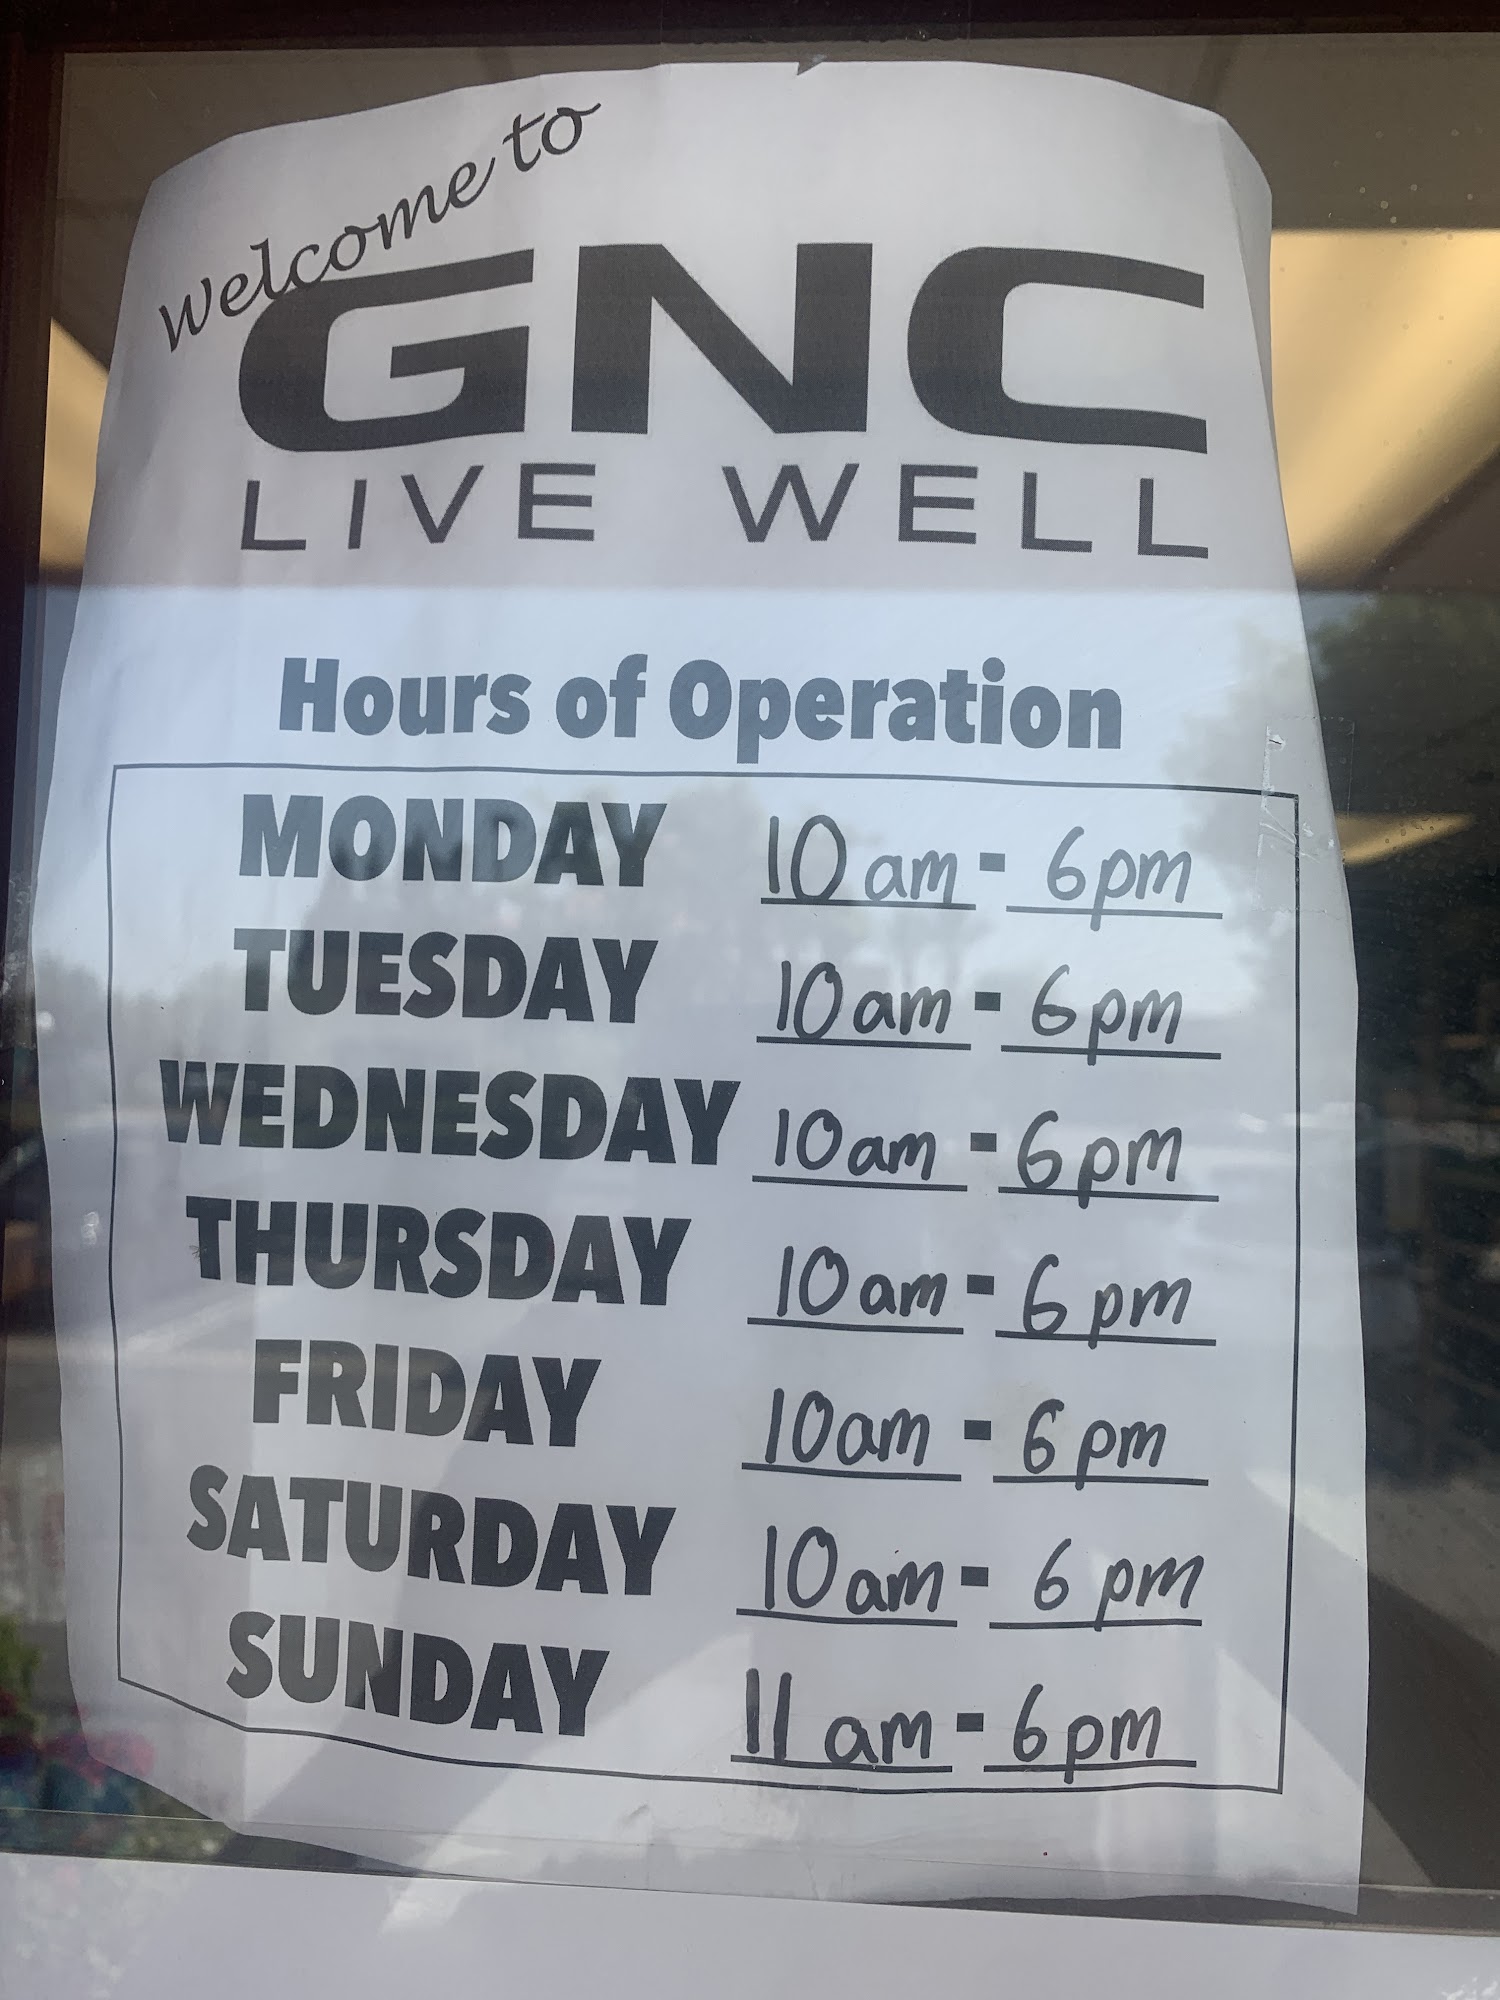 welcome to
GNC
LIVE WELL
Hours of Operation
MONDAY 10am - 6pm
TUESDAY 10am - 6pm
WEDNESDAY 10am - 6pm
THURSDAY 10am - 6pm
FRIDAY 10am - 6pm
SATURDAY 10am - 6pm
SUNDAY 11am - 6pm